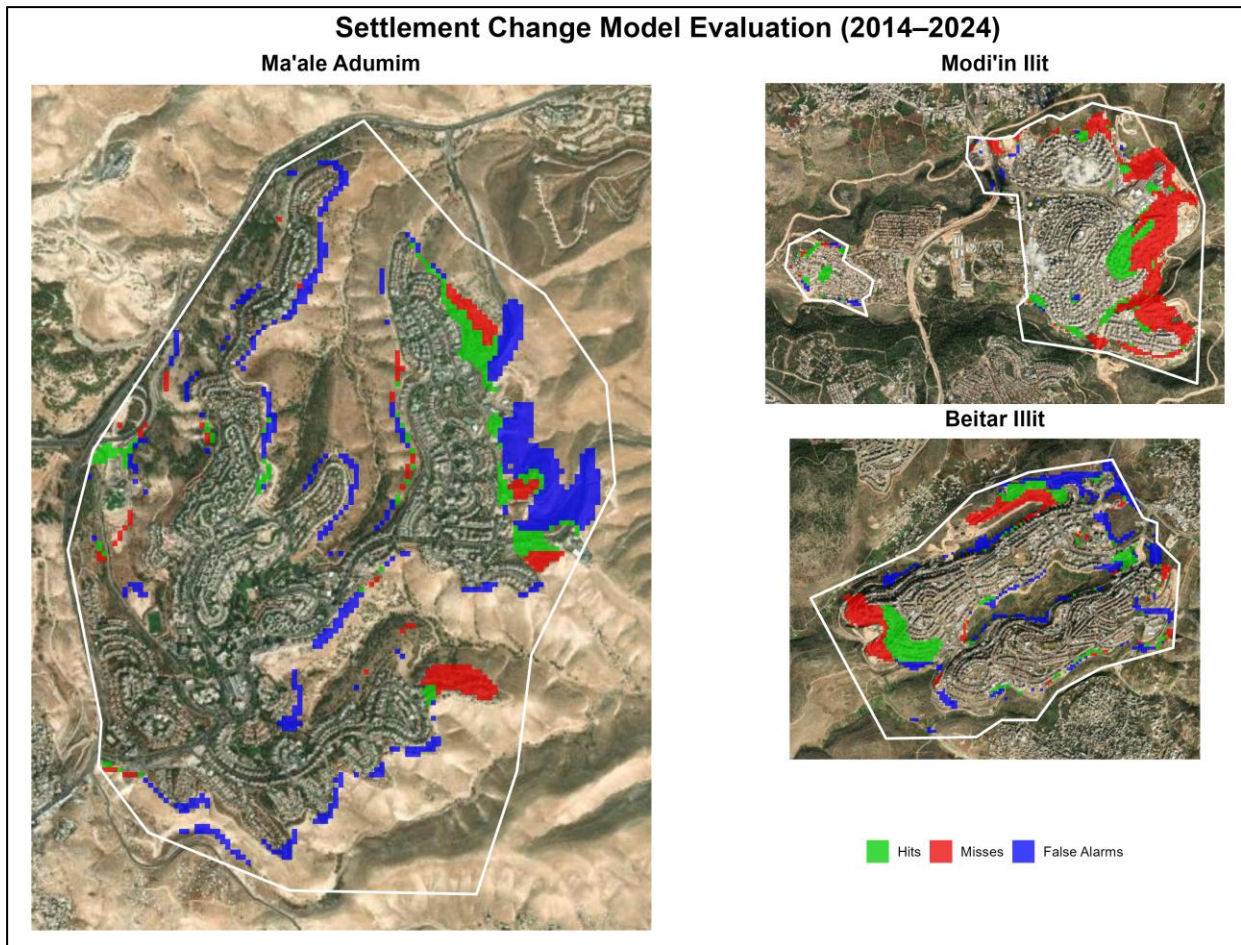 Settlement Change Model Evaluation (2014–2024)
Ma'ale Adumim
Modi'in Ilit
Beitar Illit
Hits
Misses
False Alarms